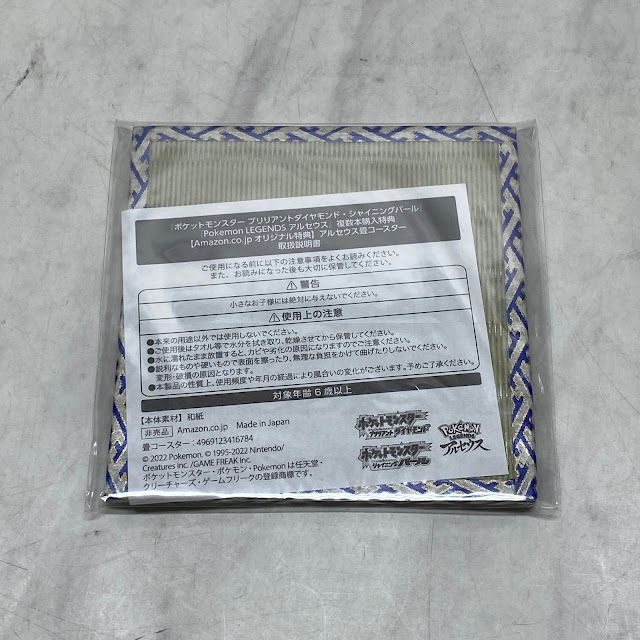 『ポケットモンスター ブリリアントダイヤモンド・シャイニングパール』
『Pokemon LEGENDS アルセウス』複数本購入特典
【Amazon.co.jp オリジナル特典】アルセウス畳コースター
取扱説明書
ご使用になる前に以下の注意事項をよくお読みください。
また、お読みになった後も大切に保管してください。
⚠警告
小さなお子様には絶対に与えないでください。
⚠使用上の注意
●本来の用途以外では使用しないでください。
●ご使用後はタオル等で水分を拭き取り、乾燥させてから保管してください。
●水に濡れたまま放置すると、カビや劣化の原因になりますのでご注意ください。
●鋭利なものや硬いもので表面を擦ったり、無理な負担をかけて曲げたりしないでください。
変形・破損の原因となります。
●本製品の性質上、使用頻度や年月の経過により風合いの変化がございます。予めご了承ください。
対象年齢6歳以上
【本体素材】和紙
非売品 Amazon.co.jp Made in Japan
畳コースター:4969123416784
© 2022 Pokemon. © 1995-2022 Nintendo/
Creatures inc. /GAME FREAK inc.
ポケットモンスター・ポケモン・Pokemon は任天堂・
クリーチャーズ・ゲームフリークの登録商標です。
ポケットモンスター
ブリリアントダイヤモンド
ポケットモンスター
シャイニングパール
POKÉMON
LEGENDS
アルセウス